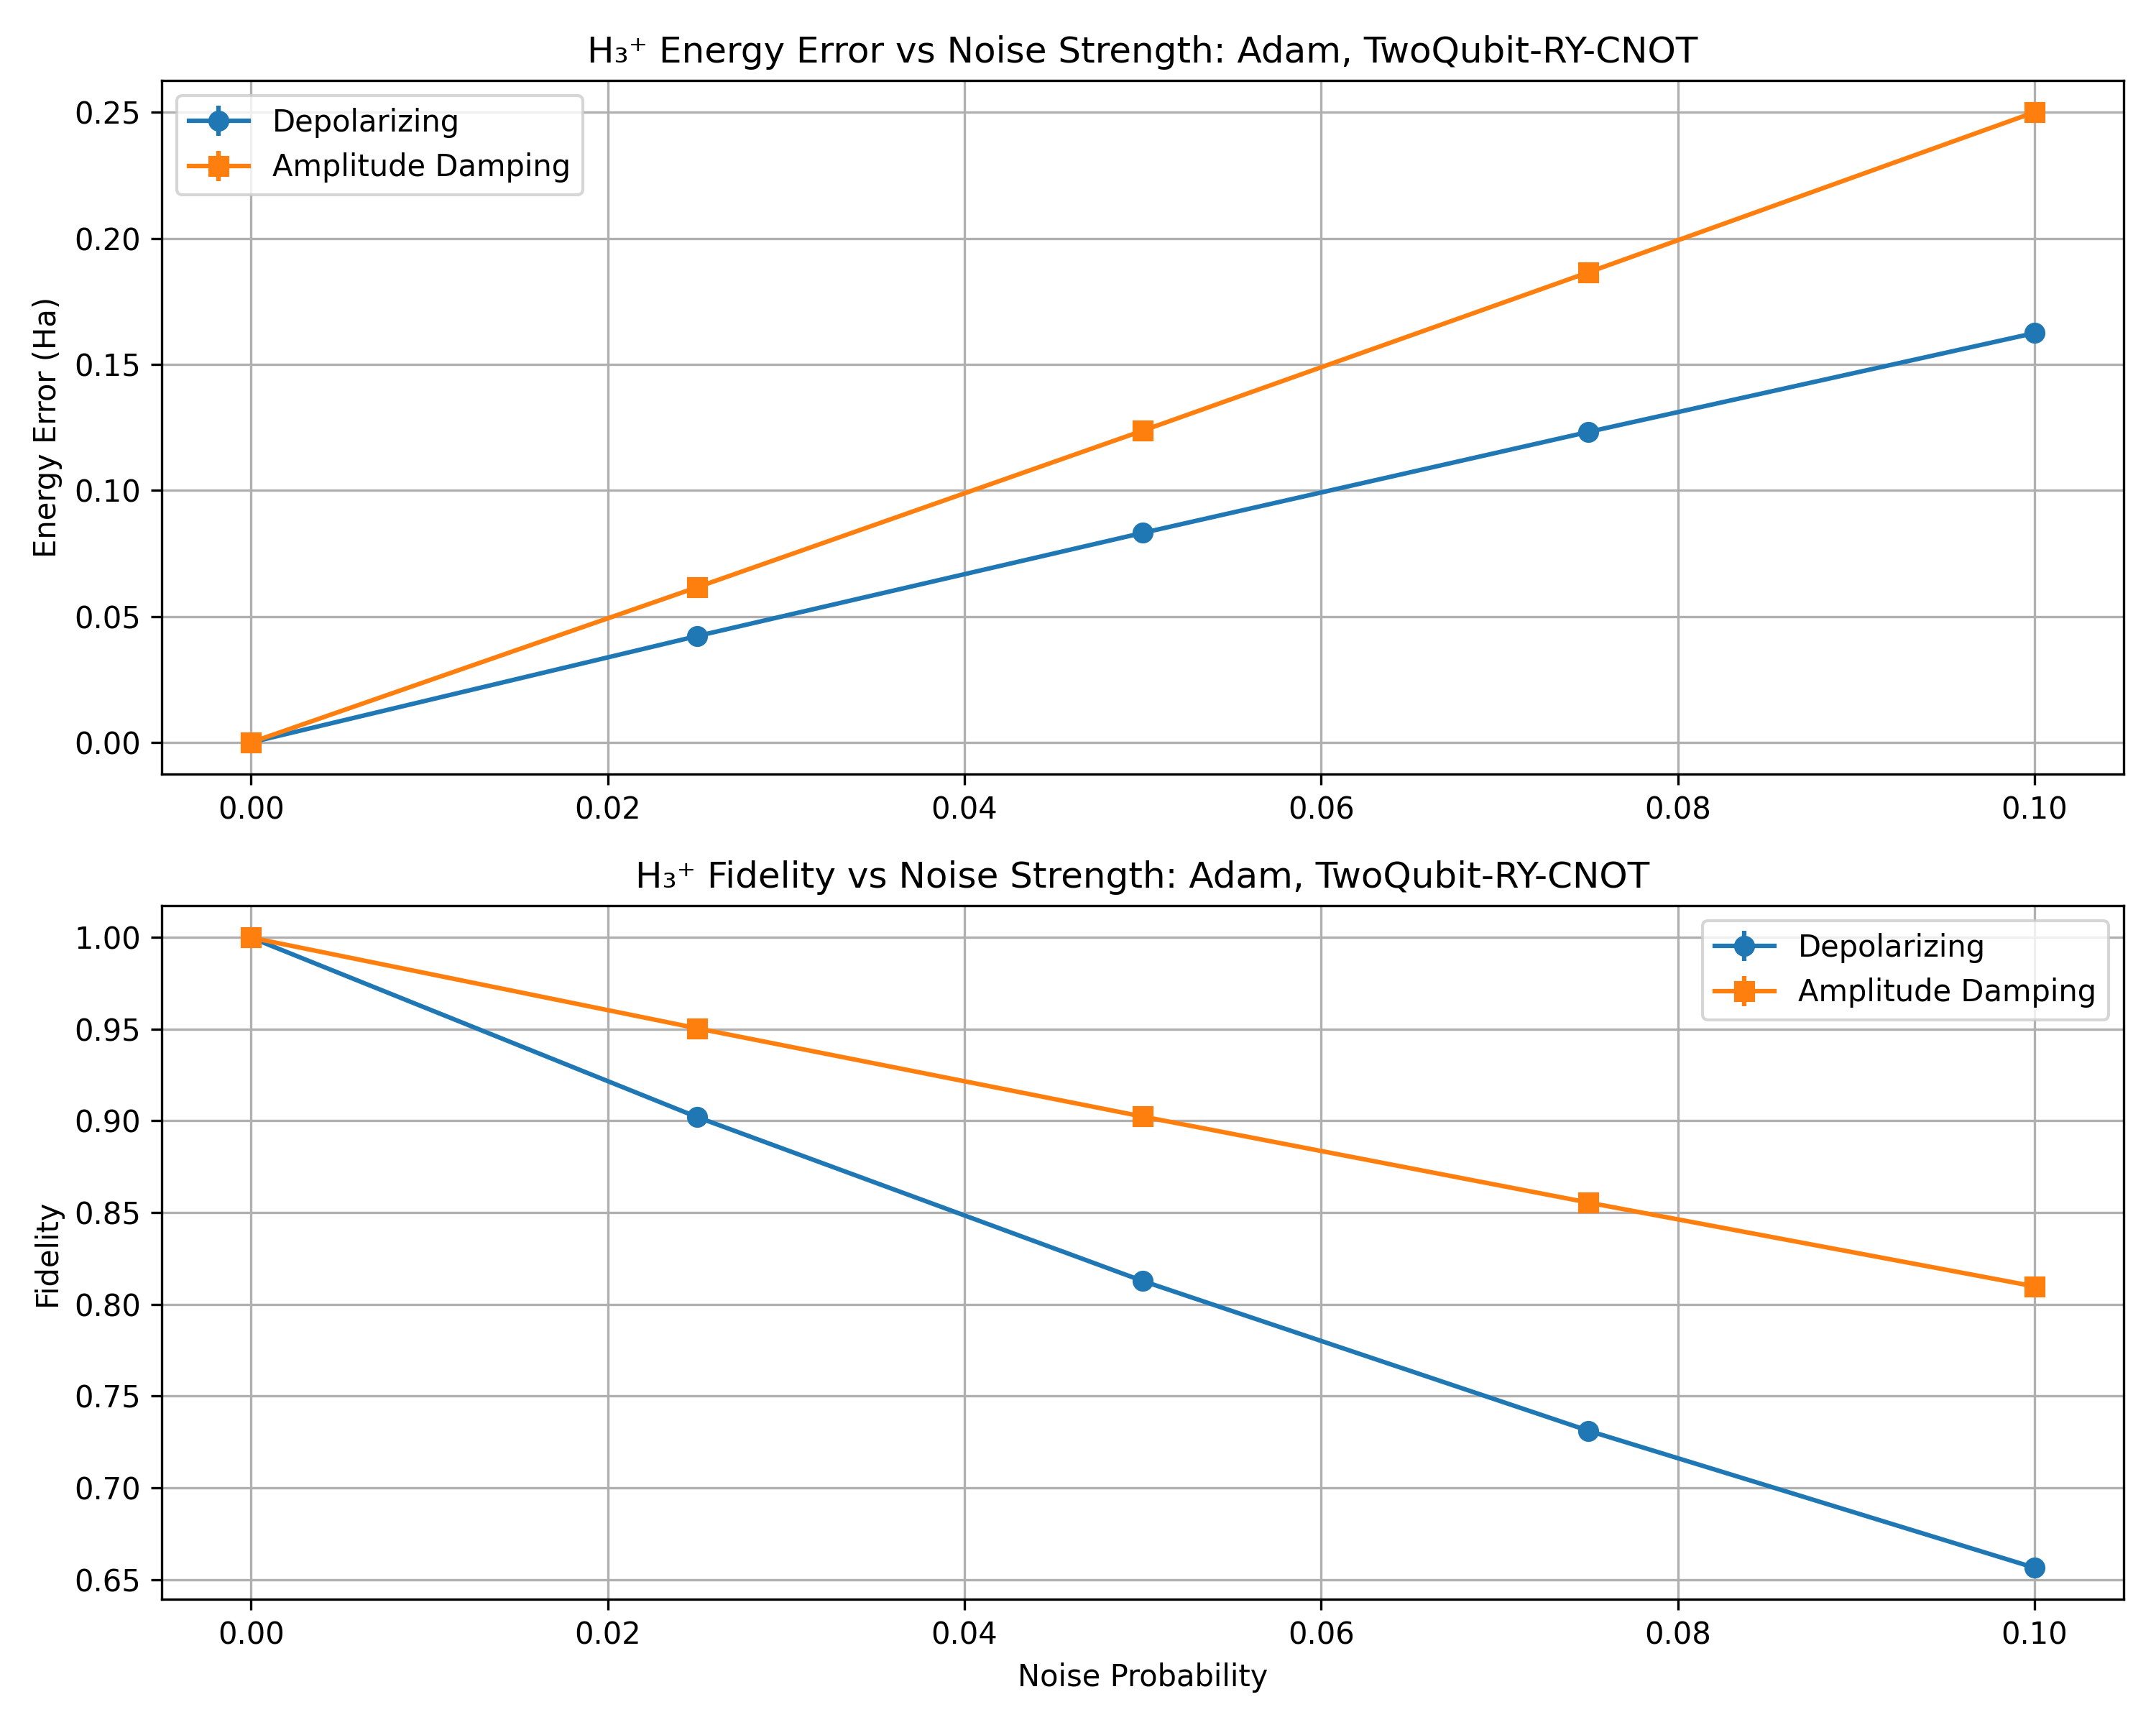 H₃⁺ Energy Error vs Noise Strength: Adam, TwoQubit-RY-CNOT
Depolarizing
Amplitude Damping
Energy Error (Ha)
0.25
0.20
0.15
0.10
0.05
0.00
0.00 0.02 0.04 0.06 0.08 0.10
H₃⁺ Fidelity vs Noise Strength: Adam, TwoQubit-RY-CNOT
Depolarizing
Amplitude Damping
Fidelity
1.00
0.95
0.90
0.85
0.80
0.75
0.70
0.65
0.00 0.02 0.04 0.06 0.08 0.10
Noise Probability